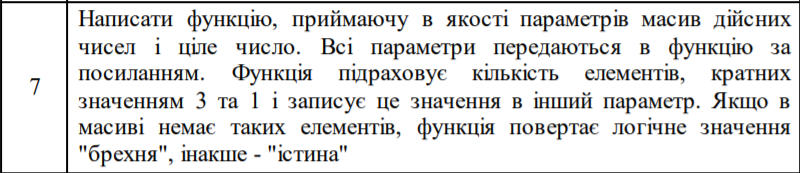 7
Написати функцію, приймаючу в якості параметрів масив дійсних
чисел і ціле число. Всі параметри передаються в функцію за
посиланням. Функція підраховує кількість елементів, кратних
значенням 3 та 1 і записує це значення в інший параметр. Якщо в
масиві немає таких елементів, функція повертає логічне значення
"брехня", інакше - "істина"